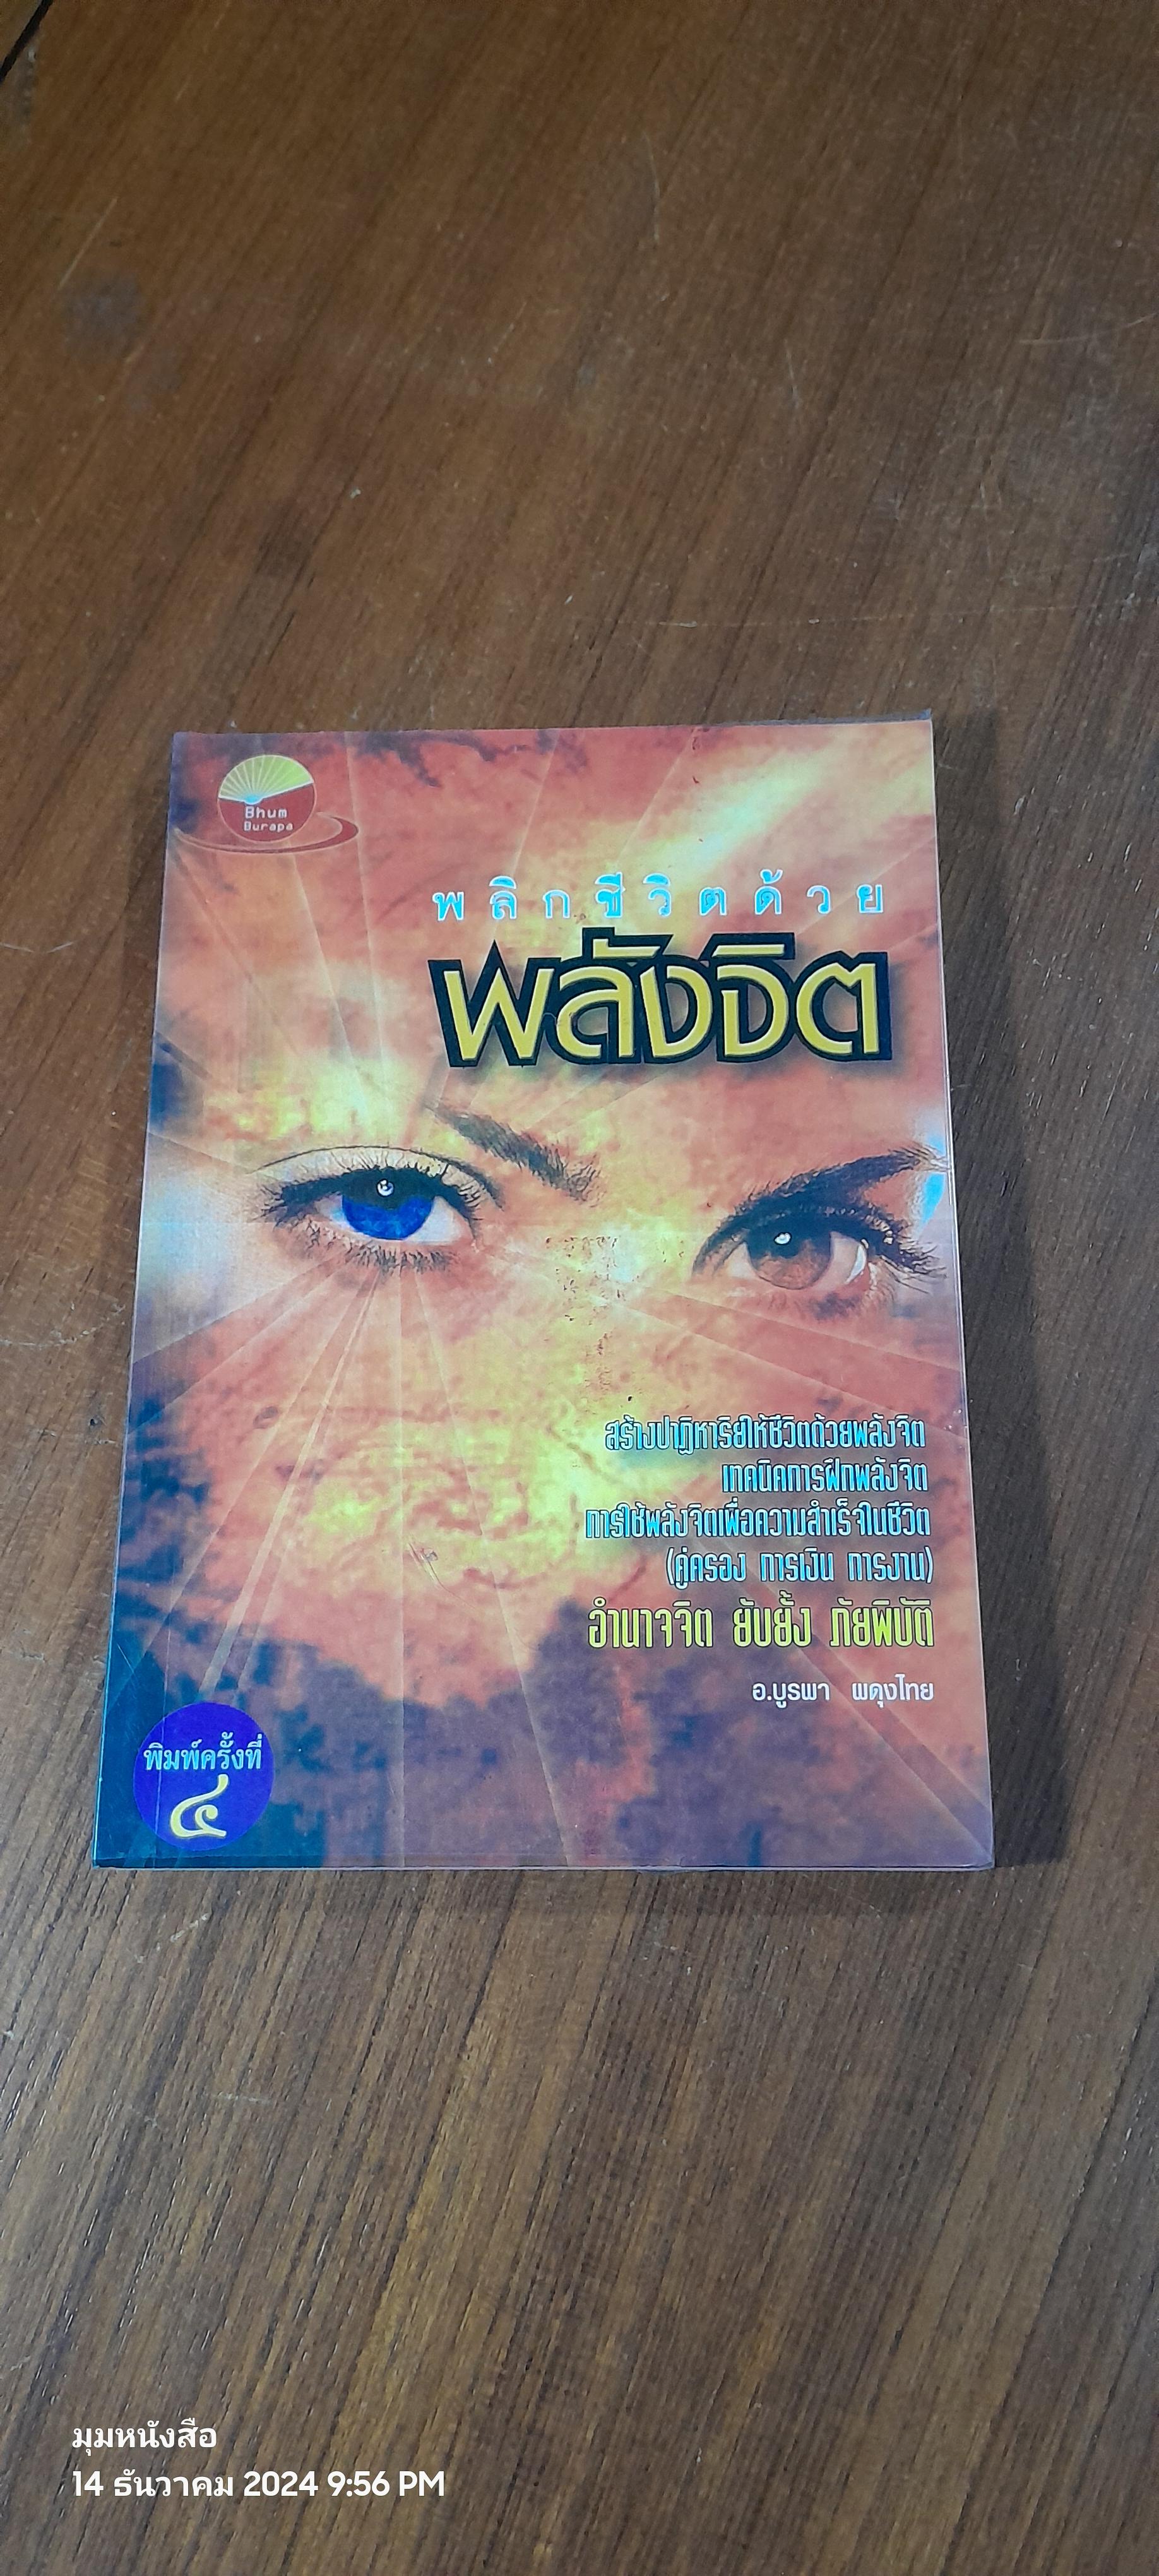 Bhum
Burapa
พลิกชีวิตด้วย
พลังจิต
สร้างปาฏิหาริย์ให้ชีวิตด้วยพลังจิต
เทคนิคการฝึกพลังจิต
การใช้พลังจิตเพื่อความสำเร็จในชีวิต
(คู่ครอง การเงิน การงาน)
อำนาจจิต ยับยั้ง ภัยพิบัติ
อ.บูรพา ผดุงไทย
พิมพ์ครั้งที่
๔
มุมหนังสือ
14 ธันวาคม 2024 9:56 PM